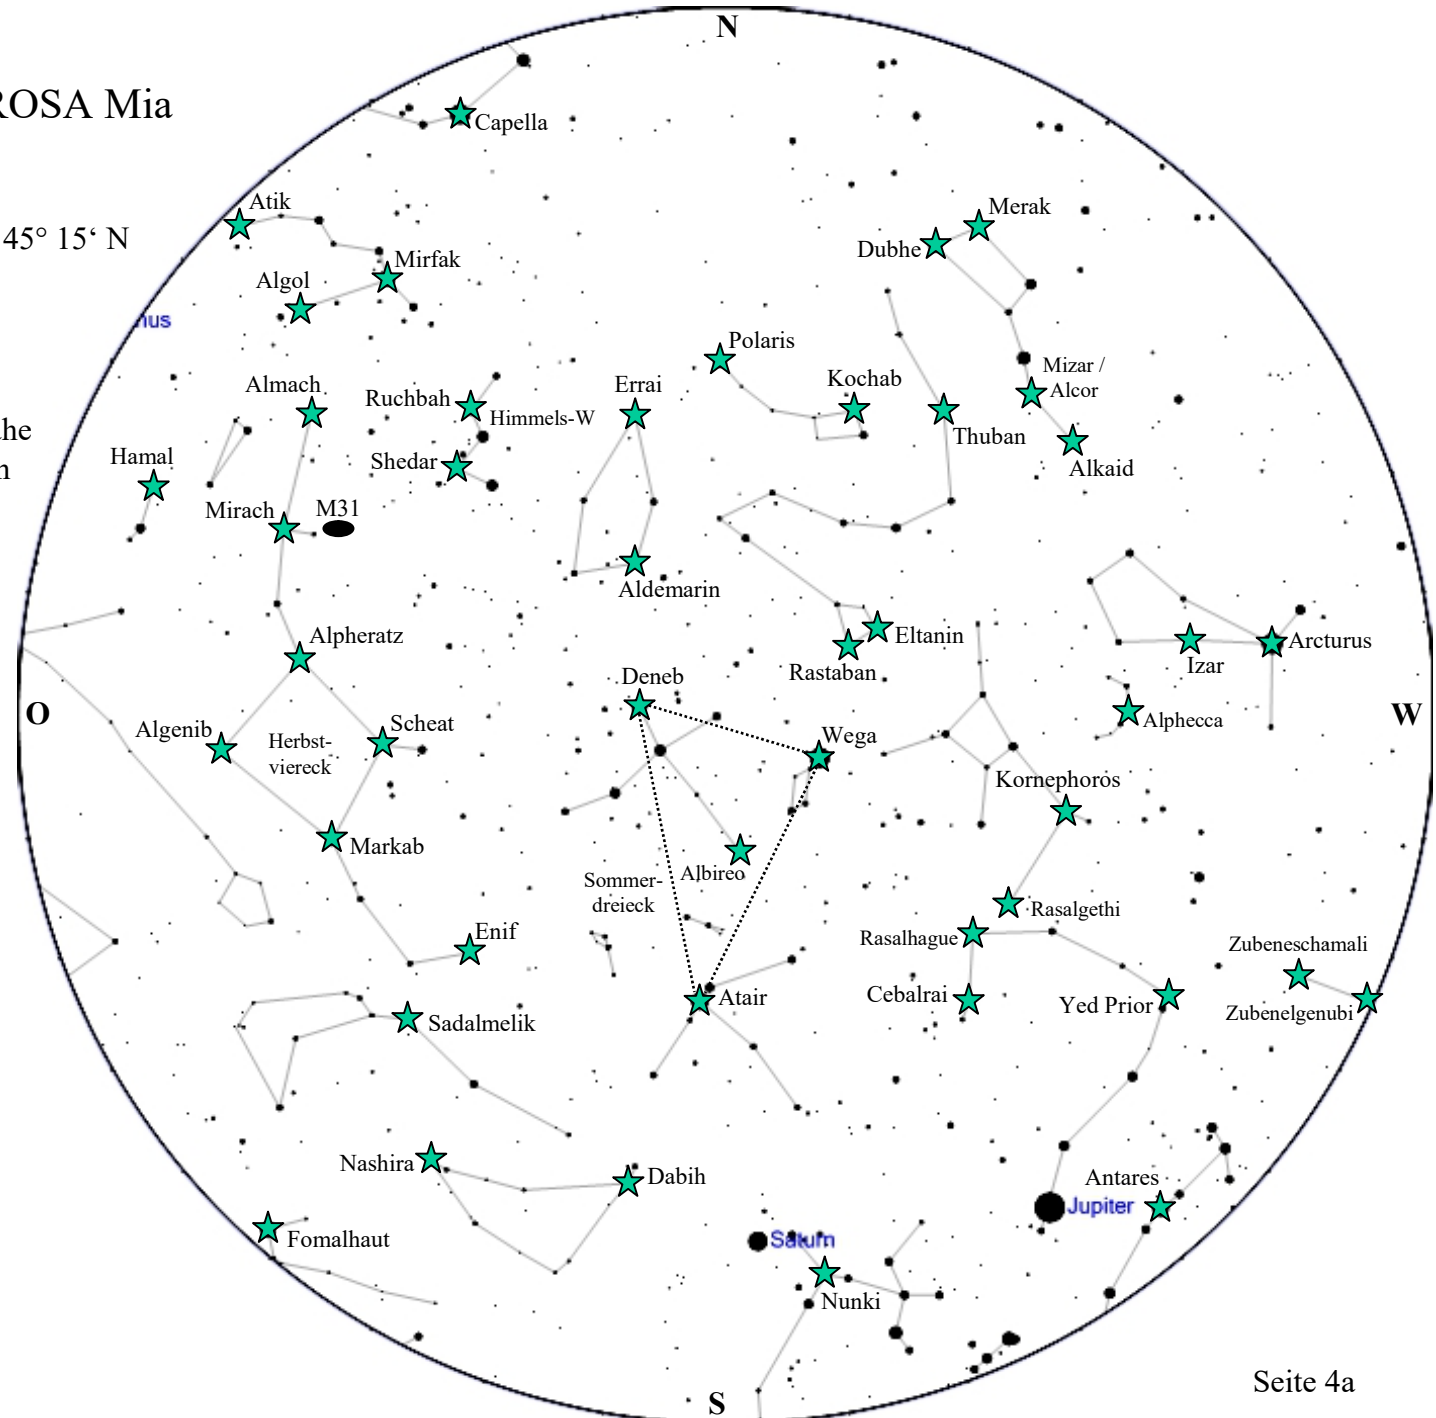 N
ROSA Mia
Capella
Atik
Merak
45° 15‘ N
Dubhe
Mirfak
Algol
Polaris
Mizar /
Alcor
Kochab
Almach
Ruchbah
Errai
Himmels-W
Thuban
Hamal
Shedar
Alkaid
Mirach
M31
Aldemarin
Alpheratz
Eltanin
Arcturus
Rastaban
Izar
Deneb
O
W
Algenib
Scheat
Alphecca
Herbst-
viereck
Wega
Kornephoros
Markab
Albireo
Sommer-
dreieck
Rasalgethi
Enif
Rasalhague
Zubeneschamali
Atair
Cebalrai
Yed Prior
Zubenelgenubi
Sadalmelik
Nashira
Dabih
Antares
Jupiter
Fomalhaut
Saturn
Nunki
Seite 4a
S